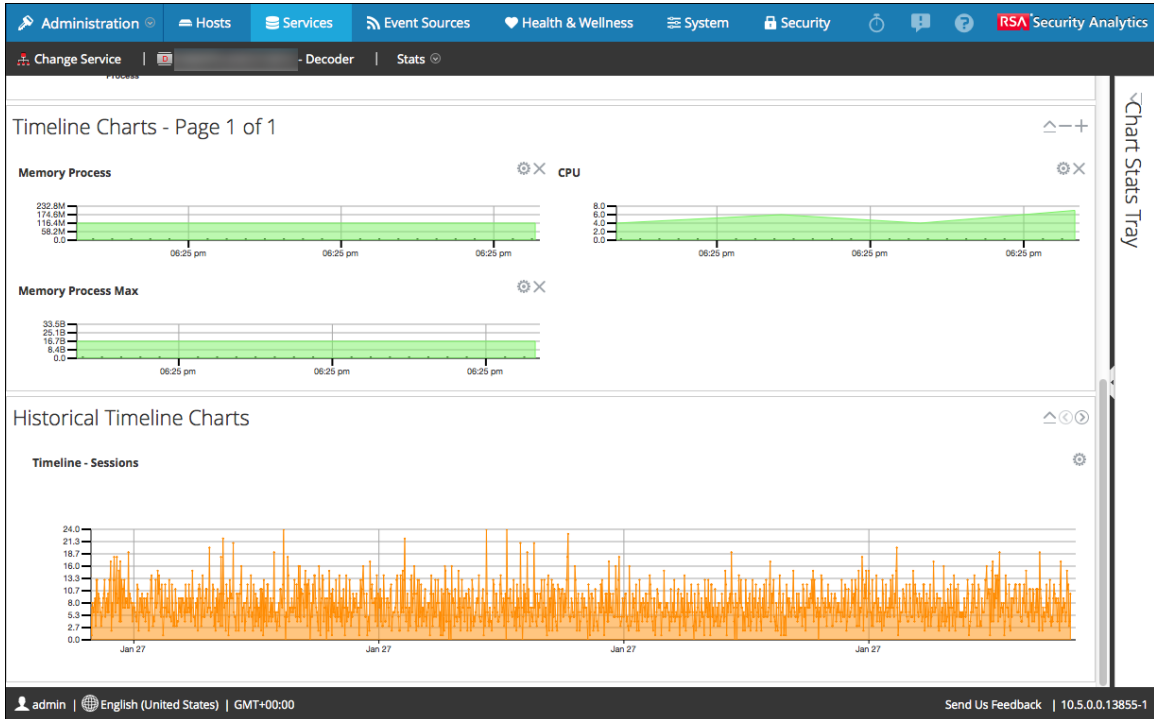 Administration Hosts Services Event Sources Health & Wellness System Security RSA Security Analytics
Change Service | D - Decoder | Stats
Process
Timeline Charts - Page 1 of 1
Memory Process
232.8M
174.6M
116.4M
58.2M
0.0
06:25 pm 06:25 pm 06:25 pm
CPU
8.0
6.0
4.0
2.0
0.0
06:25 pm 06:25 pm 06:25 pm
Memory Process Max
33.5B
25.1B
16.7B
8.4B
0.0
06:25 pm 06:25 pm 06:25 pm
Historical Timeline Charts
Timeline - Sessions
24.0
21.3
18.7
16.0
13.3
10.7
8.0
5.3
2.7
0.0
Jan 27 Jan 27 Jan 27 Jan 27
Chart Stats Tray
admin | English (United States) | GMT+00:00
Send Us Feedback | 10.5.0.0.13855-1